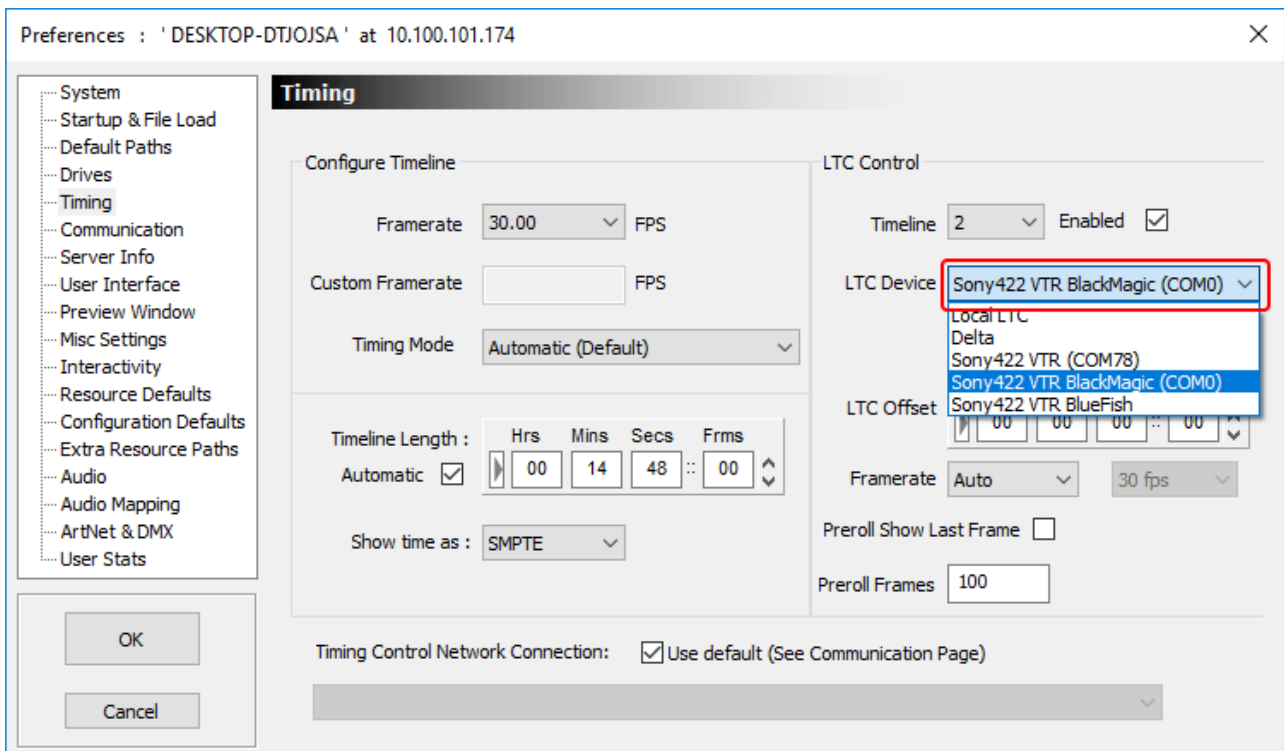 Preferences : ' DESKTOP-DTJOJSA ' at 10.100.101.174
System
Startup & File Load
Default Paths
Drives
Timing
Communication
Server Info
User Interface
Preview Window
Misc Settings
Interactivity
Resource Defaults
Configuration Defaults
Extra Resource Paths
Audio
Audio Mapping
ArtNet & DMX
User Stats
OK
Cancel
Timing
Configure Timeline
Framerate 30.00 FPS
Custom Framerate FPS
Timing Mode Automatic (Default)
Timeline Length :
Automatic
Hrs Mins Secs Frms
00 14 48 :: 00
Show time as : SMPTE
LTC Control
Timeline 2 Enabled
LTC Device Sony422 VTR BlackMagic (COM0)
Local LTC
Delta
Sony422 VTR (COM78)
Sony422 VTR BlackMagic (COM0)
Sony422 VTR BlueFish
LTC Offset 00 00 00 :: 00
Framerate Auto 30 fps
Preroll Show Last Frame
Preroll Frames 100
Timing Control Network Connection: Use default (See Communication Page)